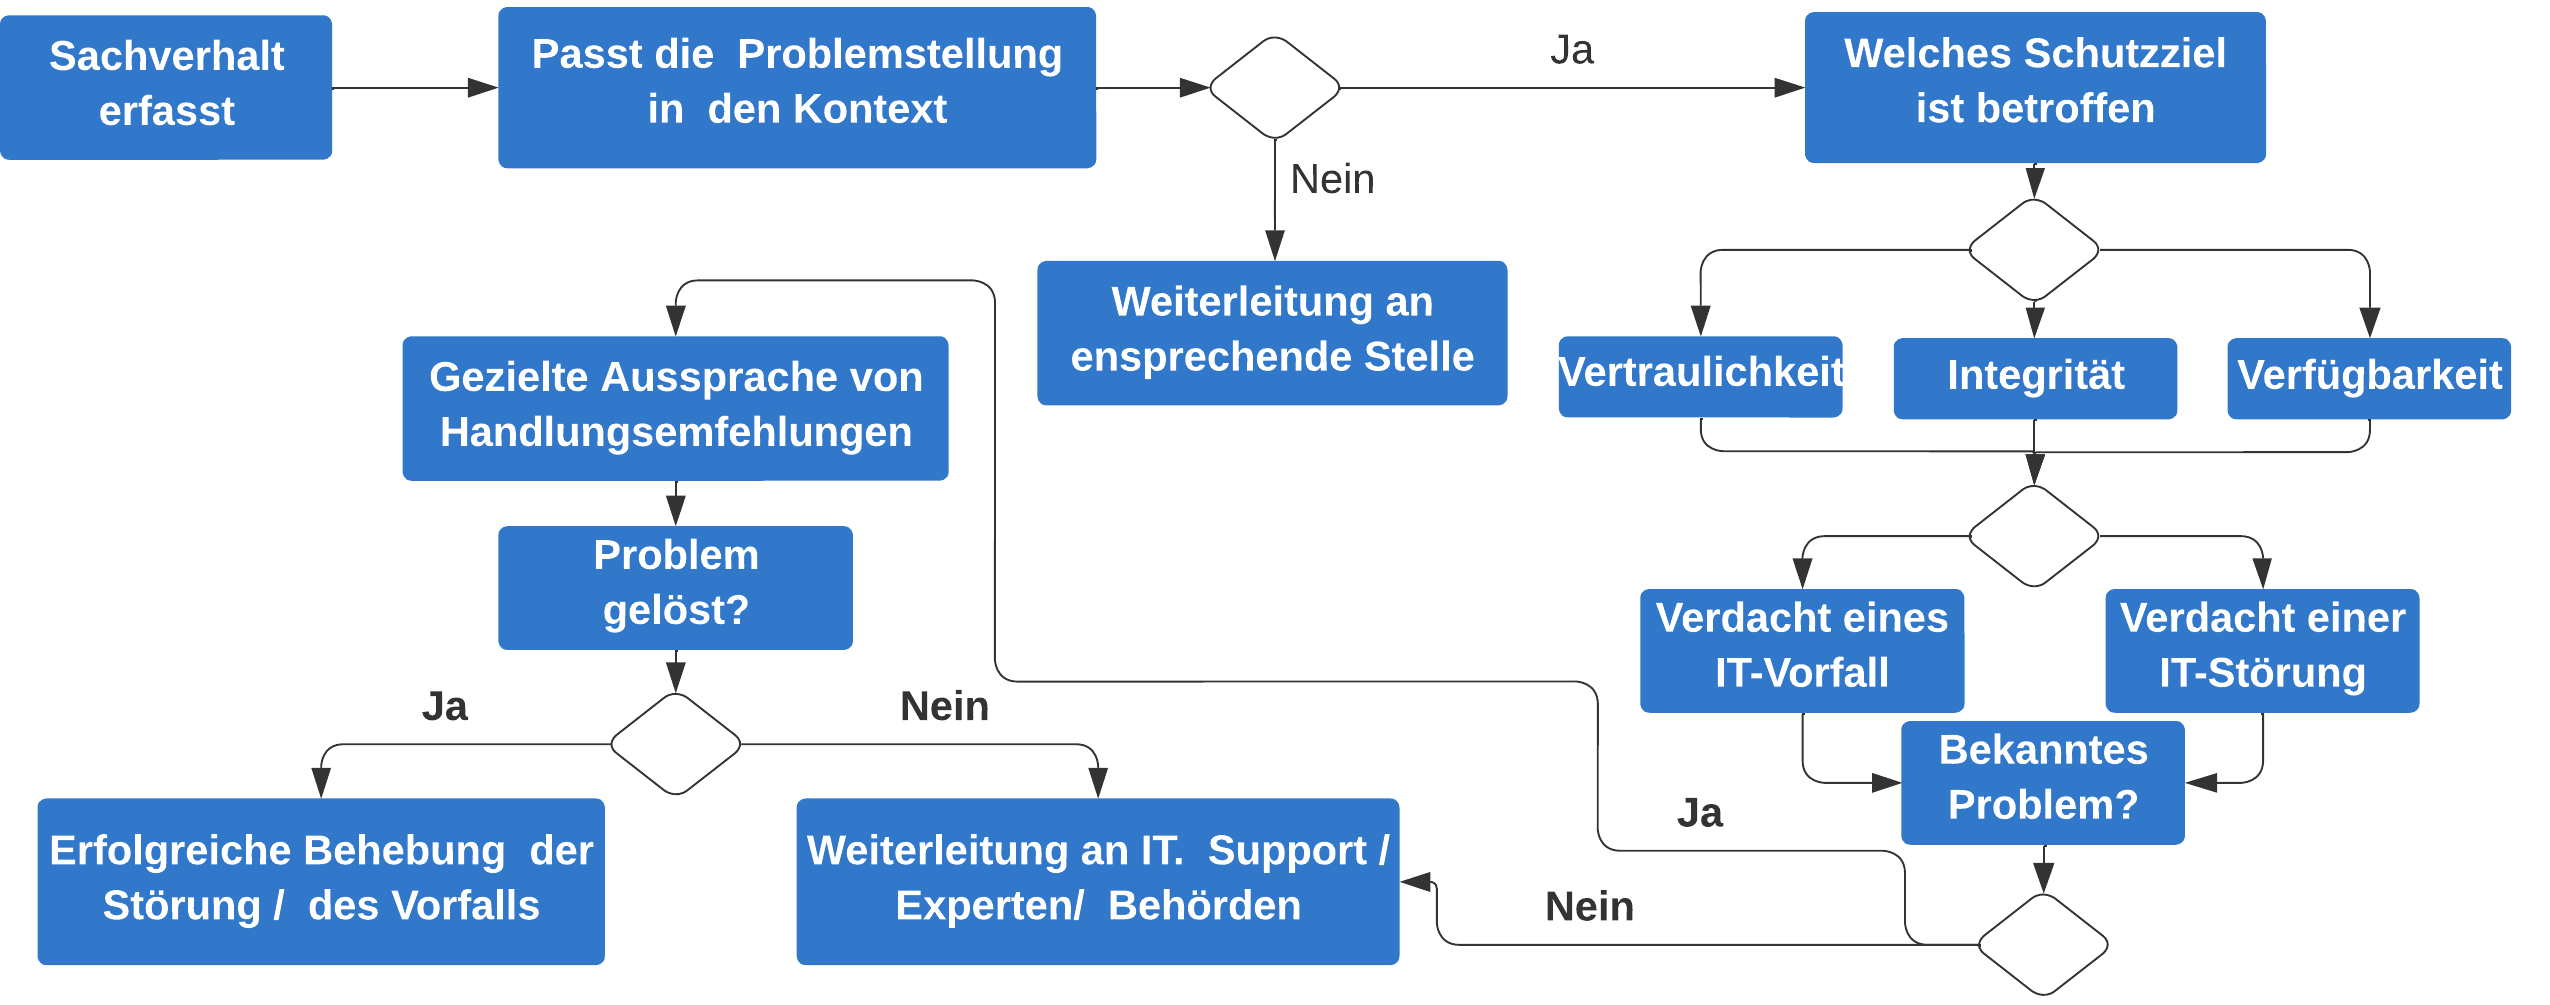 Sachverhalt
erfasst
Passt die  Problemstellung
in  den Kontext
Ja
Nein
Welches Schutzziel
ist betroffen
Weiterleitung an
ensprechende Stelle
Vertraulichkeit
Integrität
Verfügbarkeit
Verdacht eines
IT-Vorfall
Verdacht einer
IT-Störung
Bekanntes
Problem?
Ja
Nein
Gezielte Aussprache von
Handlungsemfehlungen
Problem
gelöst?
Ja
Nein
Erfolgreiche Behebung  der
Störung /  des Vorfalls
Weiterleitung an IT.  Support /
Experten/  Behörden